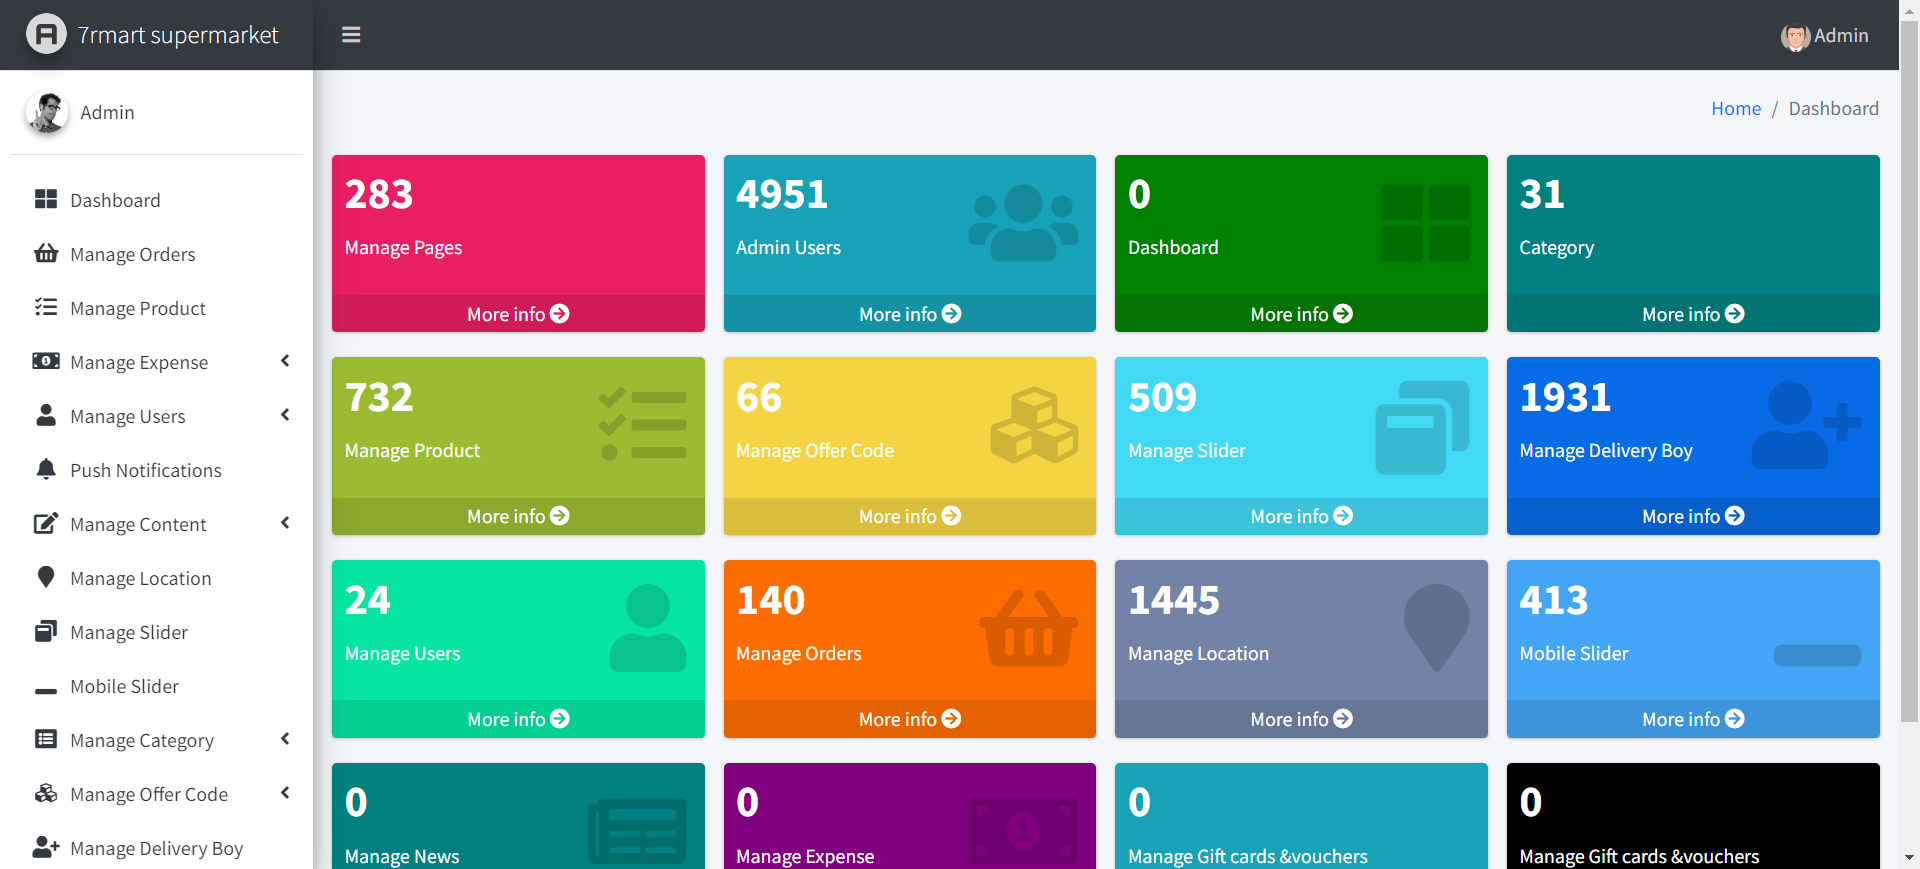 7rmart supermarket
Admin
Admin
Home / Dashboard
Dashboard
Manage Orders
Manage Product
Manage Expense
Manage Users
Push Notifications
Manage Content
Manage Location
Manage Slider
Mobile Slider
Manage Category
Manage Offer Code
Manage Delivery Boy
283
Manage Pages
More info
4951
Admin Users
More info
0
Dashboard
More info
31
Category
More info
732
Manage Product
More info
66
Manage Offer Code
More info
509
Manage Slider
More info
1931
Manage Delivery Boy
More info
24
Manage Users
More info
140
Manage Orders
More info
1445
Manage Location
More info
413
Mobile Slider
More info
0
Manage News
0
Manage Expense
0
Manage Gift cards &vouchers
0
Manage Gift cards &vouchers